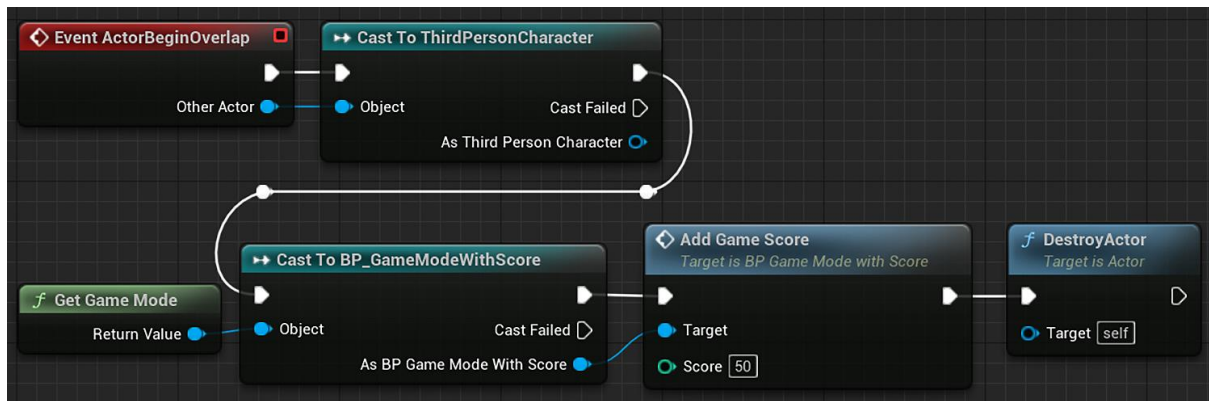 Event ActorBeginOverlap
Other Actor
Cast To ThirdPersonCharacter
Object
Cast Failed
As Third Person Character
Get Game Mode
Return Value
Cast To BP_GameModeWithScore
Object
Cast Failed
As BP Game Mode With Score
Add Game Score
Target is BP Game Mode with Score
Target
Score 50
f DestroyActor
Target is Actor
Target self